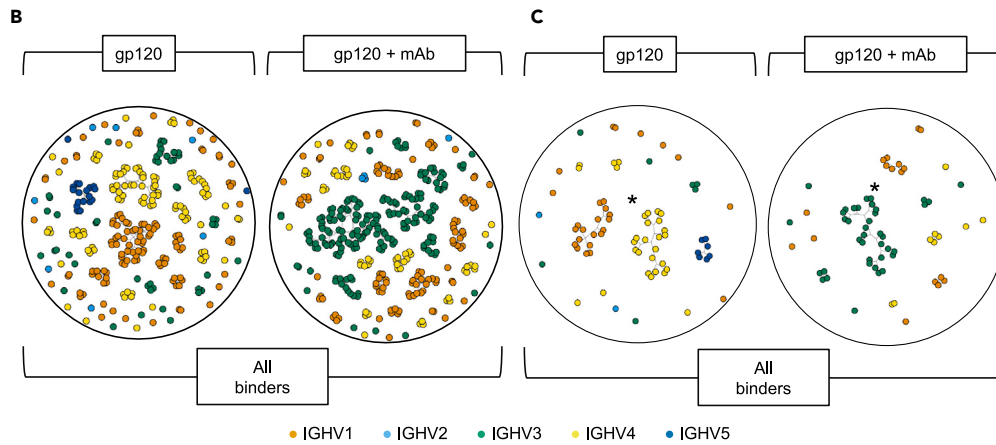 B
gp120
gp120 + mAb
All
binders
C
gp120
gp120 + mAb
*
*
All
binders
IGHV1
IGHV2
IGHV3
IGHV4
IGHV5